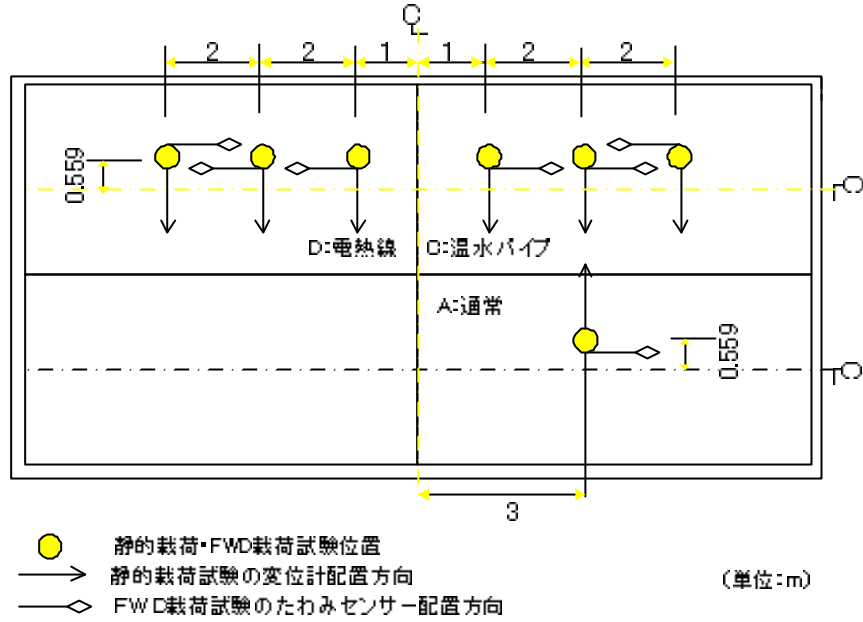 C
L
2 2 1 1 2 2
0.559
C
L
D:電熱線 C:温水パイプ
A:通常
0.559
C
L
3
静的載荷・FWD載荷試験位置
静的載荷試験の変位計配置方向
(単位:m)
FWD載荷試験のたわみセンサー配置方向